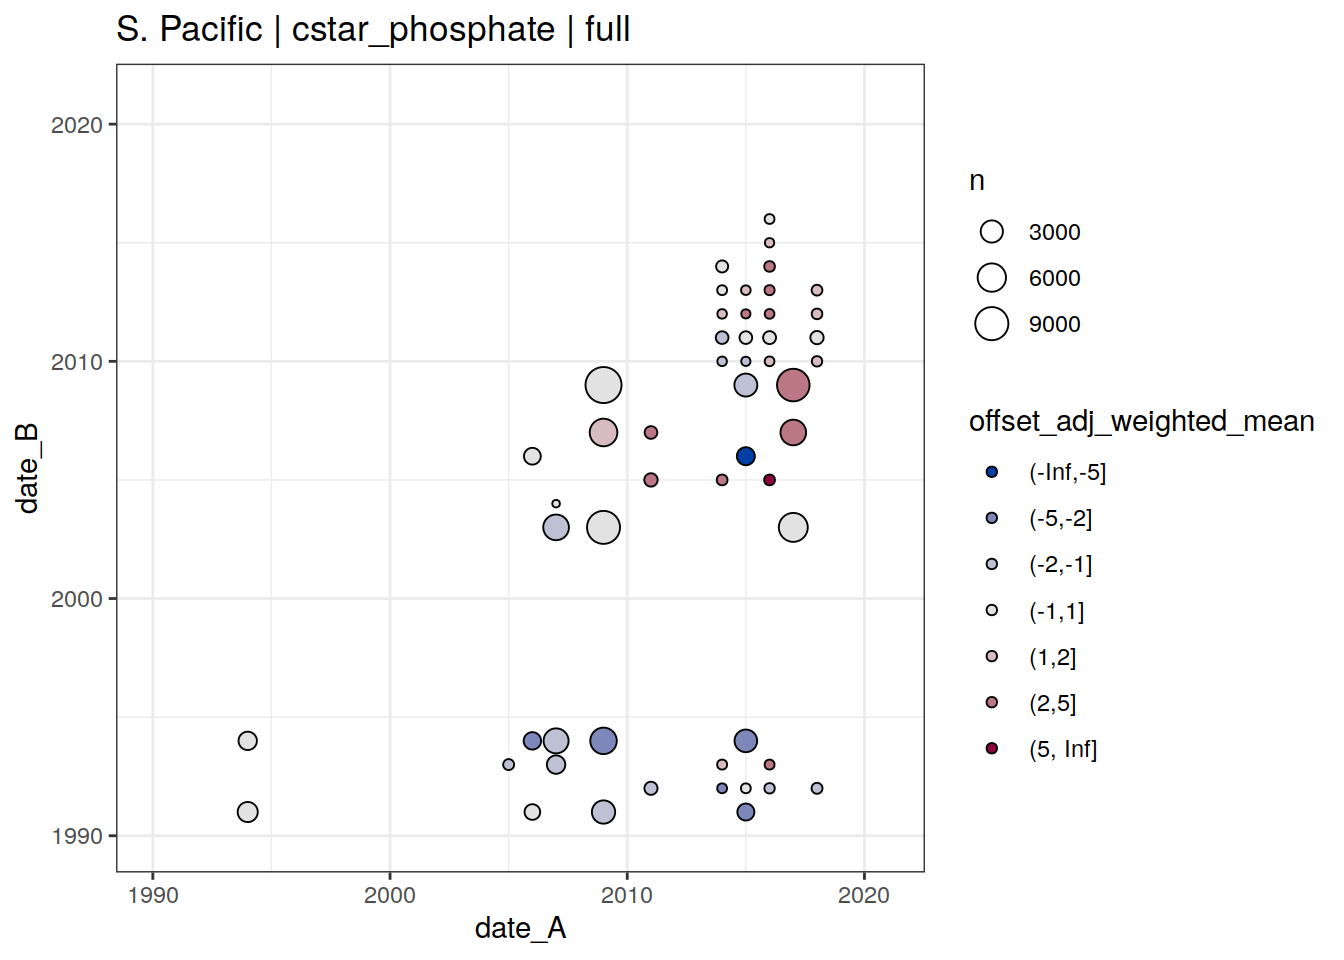 S. Pacific | cstar_phosphate | full
2020
2010
2000
1990
1990
2000
2010
2020
date_A
date_B
n
3000
6000
9000
offset_adj_weighted_mean
(-Inf,-5]
(-5,-2]
(-2,-1]
(-1,1]
(1,2]
(2,5]
(5, Inf]